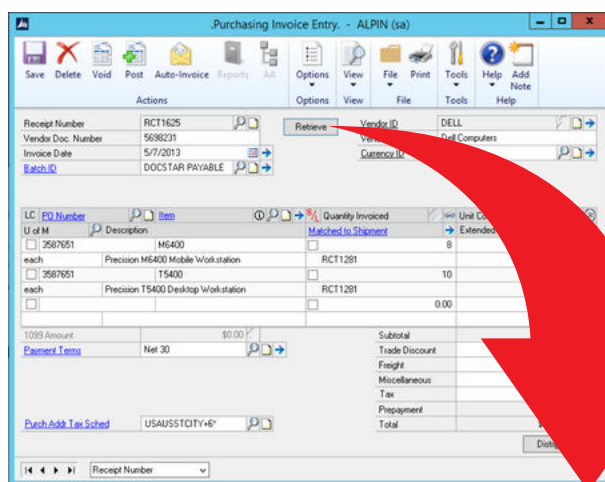 .Purchasing Invoice Entry. - ALPIN (sa)
Save Delete Void Post Auto-Invoice Reports AA Options View File Print Tools Help Add Note
Actions Options View File Tools Help
Receipt Number RCT1625 Retrieve Vendor ID DELL
Vendor Doc. Number 5698231 Dell Computers
Invoice Date 5/7/2013 Currency ID
Batch ID DOCSTAR PAYABLE
LC PO Number Item Quantity Invoiced
U of M Description Matched to Shipment Extended
3587651 M6400 8
each Precision M6400 Mobile Workstation RCT1281
3587651 T5400 10
each Precision T5400 Desktop Workstation RCT1281
0.00
1099 Amount $0.00 Subtotal
Payment Terms Net 30 Trade Discount
Freight
Miscellaneous
Tax
Prepayment
Purch Addr Tax Sched USAUSSTCITY+6* Total
Receipt Number